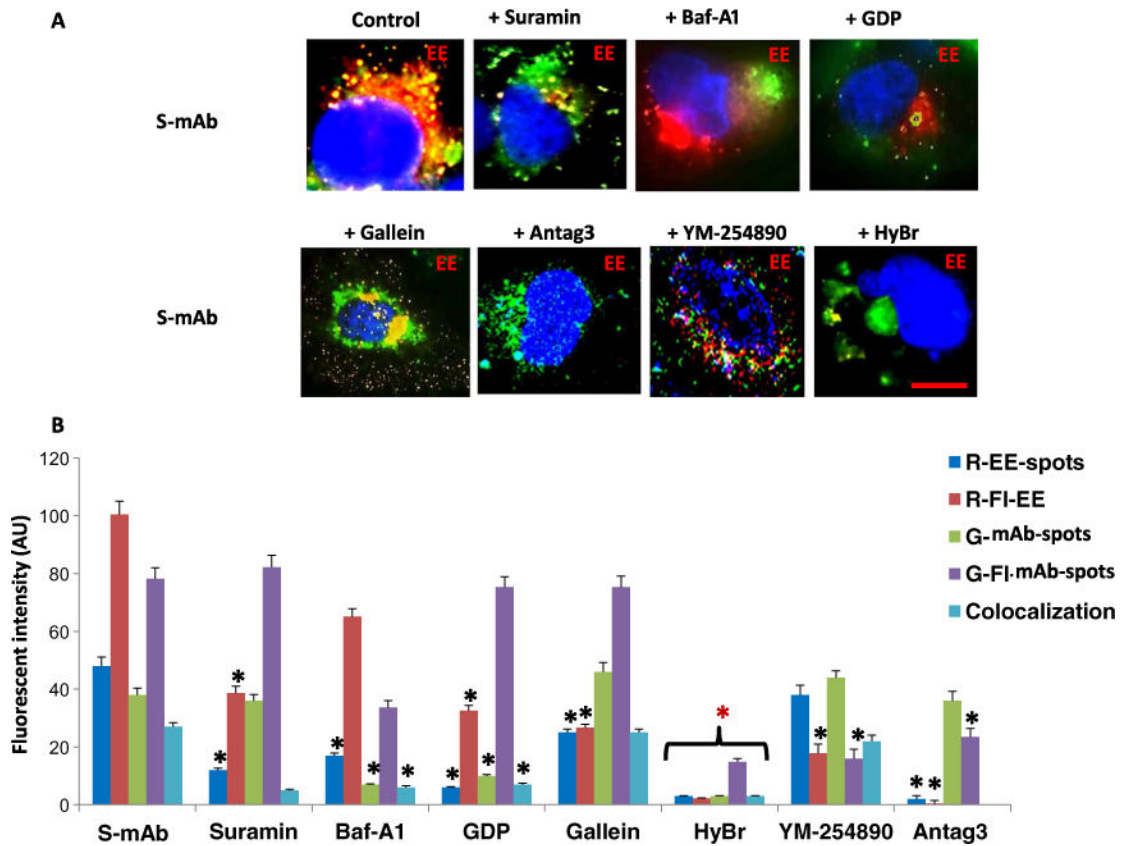 A
Control + Suramin + Baf-A1 + GDP
EE EE EE EE
S-mAb
+ Gallein + Antag3 + YM-254890 + HyBr
EE EE EE EE
S-mAb
B
Fluorescent intensity (AU)
120
100
80
60
40
20
0
* * * * * * * * * * * * * * * * *
S-mAb Suramin Baf-A1 GDP Gallein HyBr YM-254890 Antag3
R-EE-spots
R-FI-EE
G-mAb-spots
G-FI-mAb-spots
Colocalization